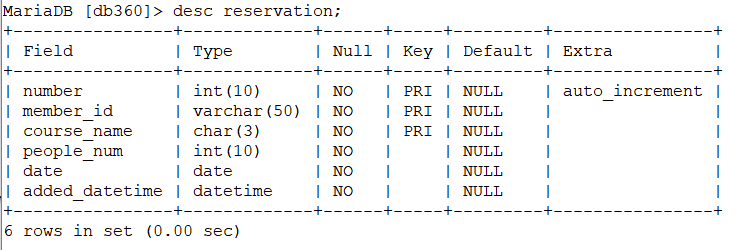 MariaDB [db360]> desc reservation;
+----------------+-------------+------+-----+---------+----------------+
| Field          | Type        | Null | Key | Default | Extra          |
+----------------+-------------+------+-----+---------+----------------+
| number         | int(10)     | NO   | PRI | NULL    | auto_increment |
| member_id      | varchar(50) | NO   | PRI | NULL    |                |
| course_name    | char(3)     | NO   | PRI | NULL    |                |
| people_num     | int(10)     | NO   |     | NULL    |                |
| date           | date        | NO   |     | NULL    |                |
| added_datetime | datetime    | NO   |     | NULL    |                |
+----------------+-------------+------+-----+---------+----------------+
6 rows in set (0.00 sec)